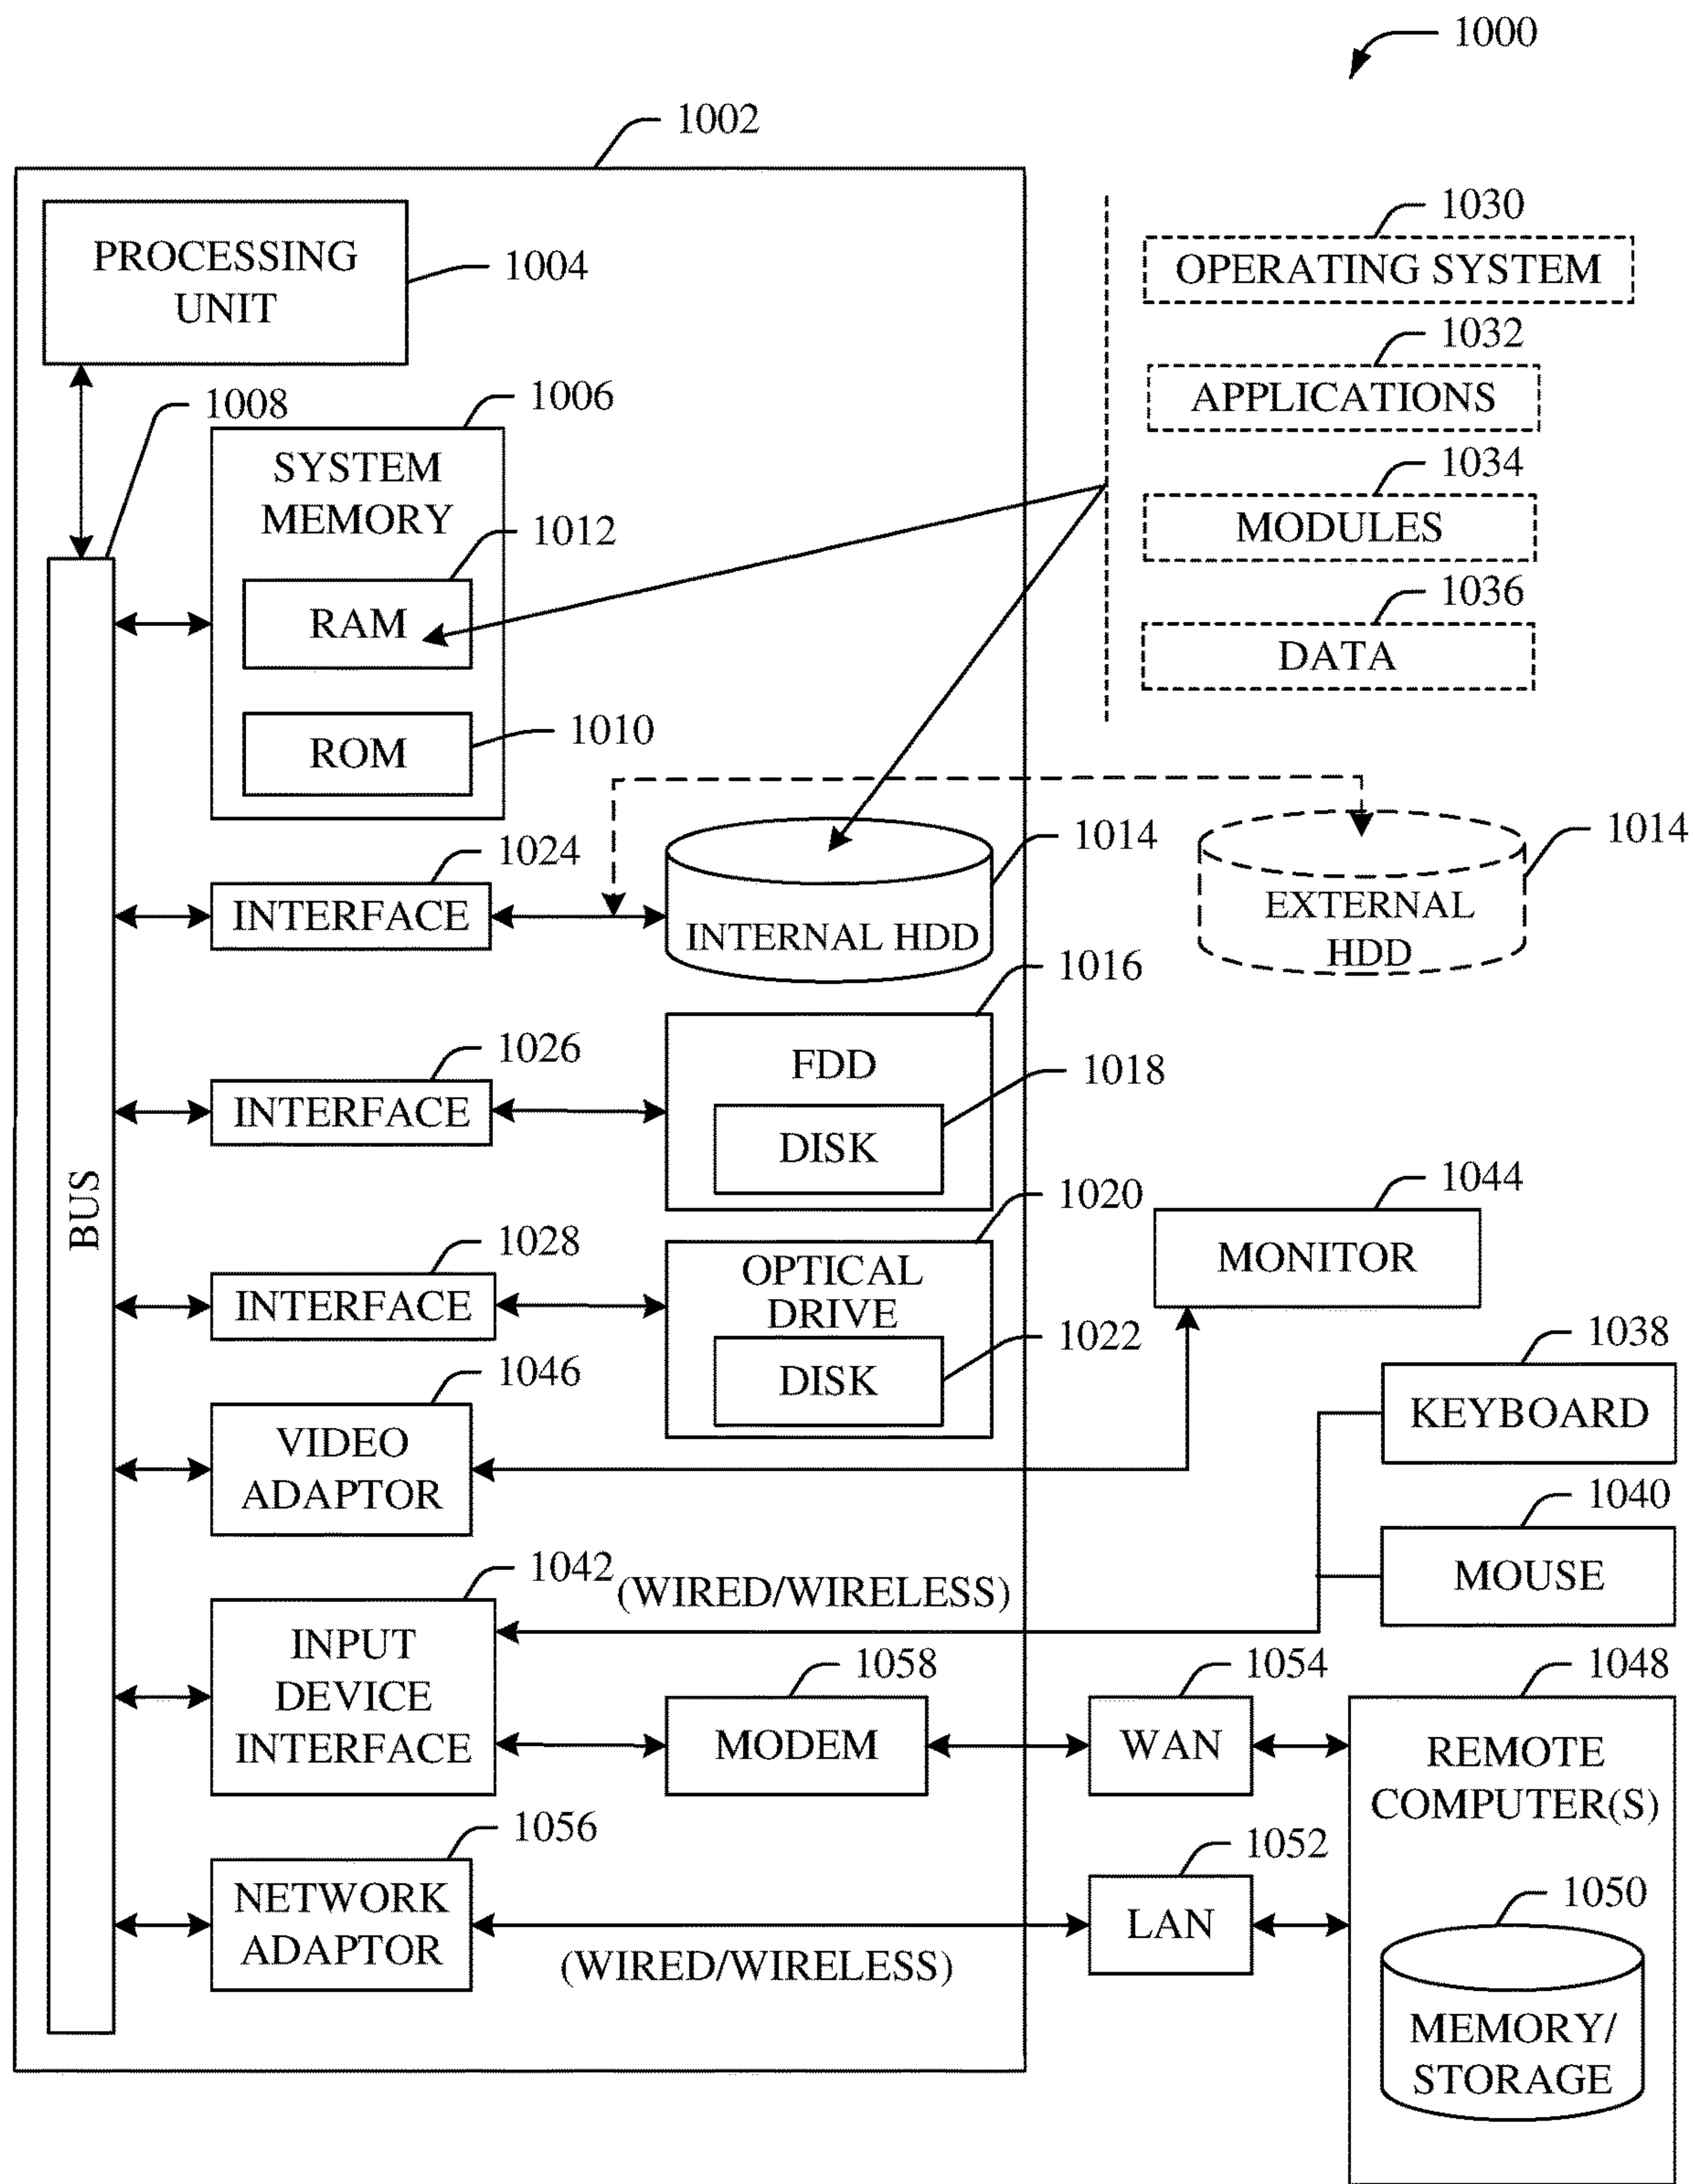 1000
1002
PROCESSING
UNIT
1004
1030
OPERATING SYSTEM
1032
APPLICATIONS
1034
MODULES
1036
DATA
1008
1006
SYSTEM
MEMORY
1012
RAM
1010
ROM
BUS
1024
INTERFACE
1014
INTERNAL HDD
1014
EXTERNAL
HDD
1026
INTERFACE
1016
FDD
1018
DISK
1028
INTERFACE
1020
OPTICAL
DRIVE
1022
DISK
1044
MONITOR
1046
VIDEO
ADAPTOR
1038
KEYBOARD
1040
MOUSE
1042
(WIRED/WIRELESS)
INPUT
DEVICE
INTERFACE
1058
MODEM
1054
WAN
1048
REMOTE
COMPUTER(S)
1056
NETWORK
ADAPTOR
(WIRED/WIRELESS)
1052
LAN
1050
MEMORY/
STORAGE